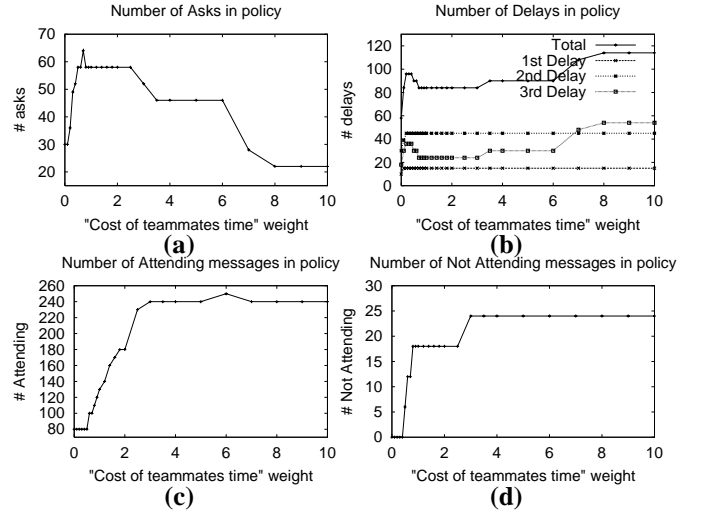 Number of Asks in policy
70
60
50
40
30
20
# asks
0 2 4 6 8 10
"Cost of teammates time" weight
(a)
Number of Delays in policy
120
100
80
60
40
20
0
# delays
Total
1st Delay
2nd Delay
3rd Delay
0 2 4 6 8 10
"Cost of teammates time" weight
(b)
Number of Attending messages in policy
260
240
220
200
180
160
140
120
100
80
# Attending
0 2 4 6 8 10
"Cost of teammates time" weight
(c)
Number of Not Attending messages in policy
30
25
20
15
10
5
0
# Not Attending
0 2 4 6 8 10
"Cost of teammates time" weight
(d)